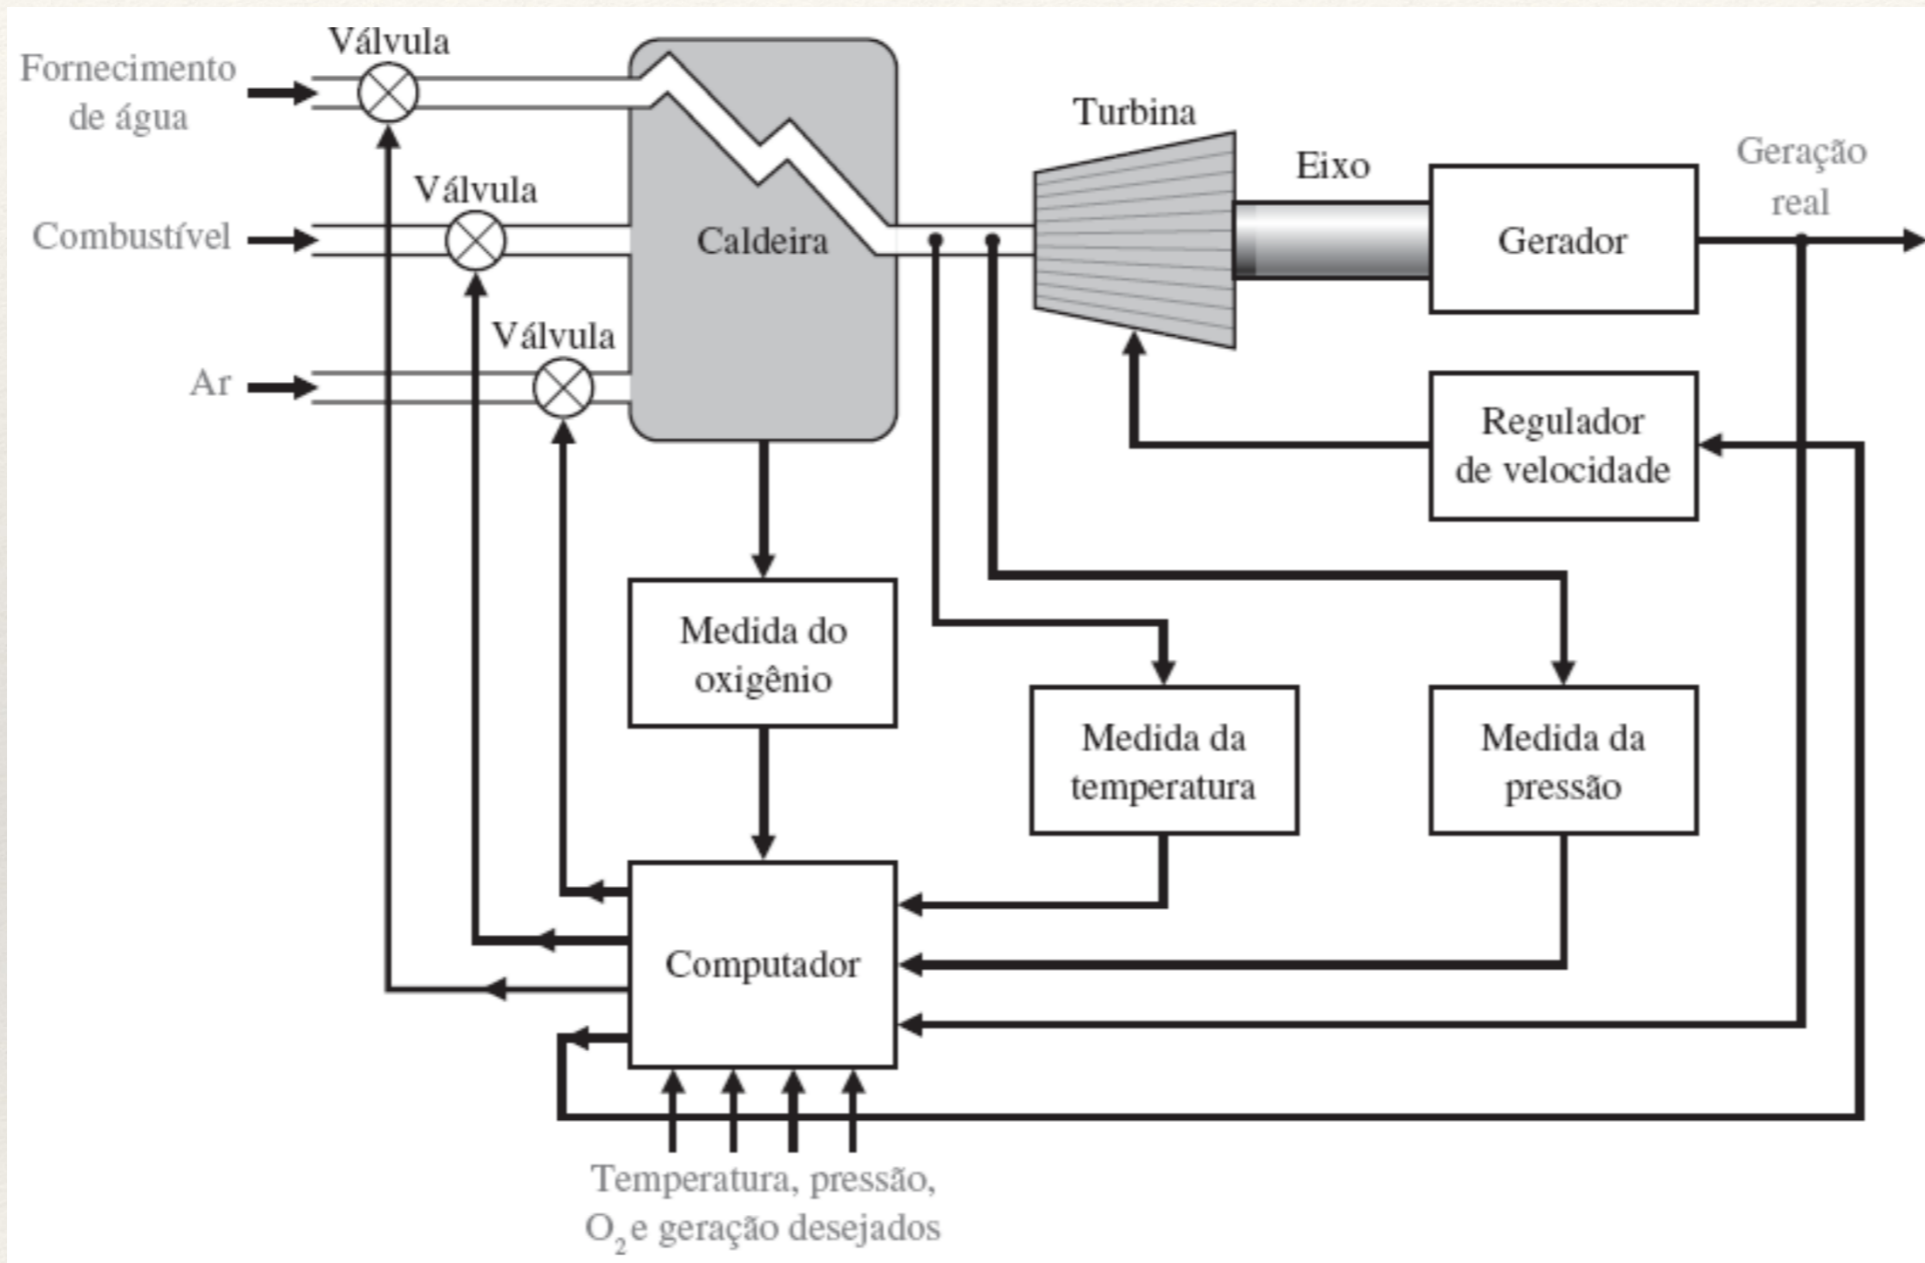 Válvula
Fornecimento
de água
Turbina
Eixo
Geração
real
Válvula
Combustível
Caldeira
Gerador
Válvula
Ar
Regulador
de velocidade
Medida do
oxigênio
Medida da
temperatura
Medida da
pressão
Computador
Temperatura, pressão,
O₂ e geração desejados